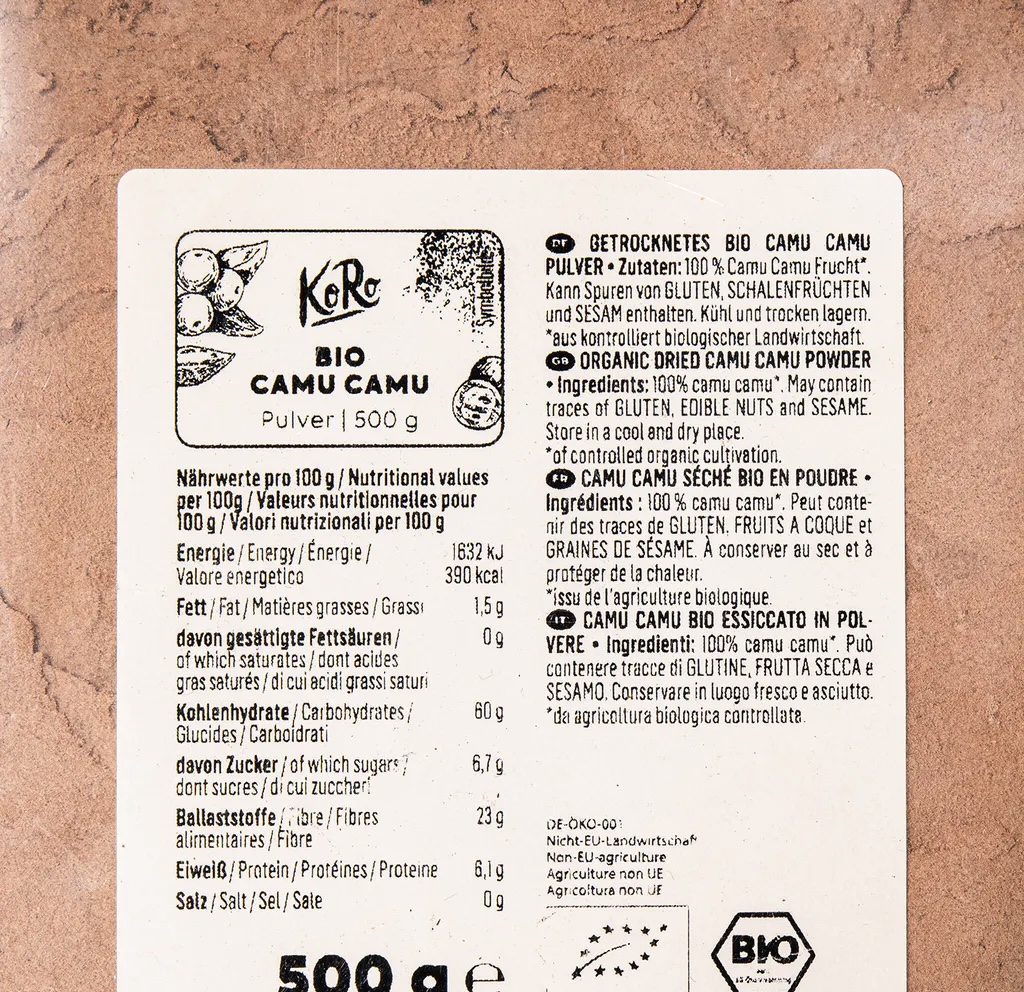 KoRo
Symbolbild
BIO
CAMU CAMU
Pulver | 500 g
Nährwerte pro 100 g / Nutritional values
per 100g / Valeurs nutritionnelles pour
100 g / Valori nutrizionali per 100 g
Energie / Energy / Énergie / 1632 kJ
Valore energetico 390 kcal
Fett / Fat / Matières grasses / Grassi 1,5 g
davon gesättigte Fettsäuren / 0 g
of which saturates / dont acides
gras saturés / di cui acidi grassi saturi
Kohlenhydrate / Carbohydrates / 60 g
Glucides / Carboidrati
davon Zucker / of which sugars / 6,7 g
dont sucres / di cui zuccheri
Ballaststoffe / Fibre / Fibres 23 g
alimentaires / Fibre
Eiweiß / Protein / Protéines / Proteine 6,1 g
Salz / Salt / Sel / Sale 0 g
500 g e
DE GETROCKNETES BIO CAMU CAMU
PULVER • Zutaten: 100 % Camu Camu Frucht*.
Kann Spuren von GLUTEN, SCHALENFRÜCHTEN
und SESAM enthalten. Kühl und trocken lagern.
*aus kontrolliert biologischer Landwirtschaft.
GB ORGANIC DRIED CAMU CAMU POWDER
• Ingredients: 100% camu camu*. May contain
traces of GLUTEN, EDIBLE NUTS and SESAME.
Store in a cool and dry place.
*of controlled organic cultivation.
FR CAMU CAMU SÉCHÉ BIO EN POUDRE •
Ingrédients : 100 % camu camu*. Peut conte-
nir des traces de GLUTEN, FRUITS A COQUE et
GRAINES DE SÉSAME. À conserver au sec et à
protéger de la chaleur.
*issu de l'agriculture biologique.
IT CAMU CAMU BIO ESSICCATO IN POL-
VERE • Ingredienti: 100% camu camu*. Può
contenere tracce di GLUTINE, FRUTTA SECCA e
SESAMO. Conservare in luogo fresco e asciutto.
*da agricoltura biologica controllata.
DE-ÖKO-001
Nicht-EU-Landwirtschaf
Non-EU-agriculture
Agriculture non UE
Agricoltura non UE
BIO